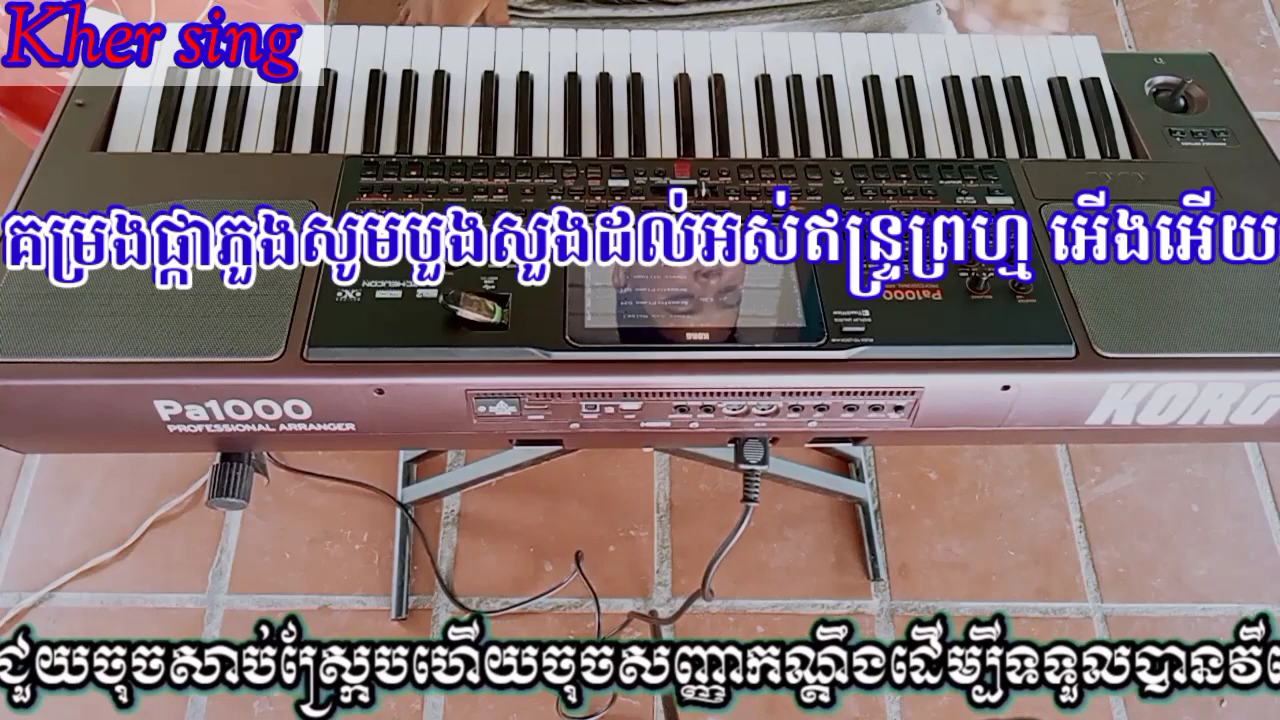 Kher sing
គម្រងផ្កាភួងសូមបួងសួងដល់អស់ឥន្ទ្រព្រហ្ម អើងអើយ
Pa1000
KORG
Pa1000
PROFESSIONAL ARRANGER
KORG
ជួយចុចសាប់ស្រ្កែបហើយចុចសញ្ញាកណ្តឹងដើម្បីទទួលបានវីដេ